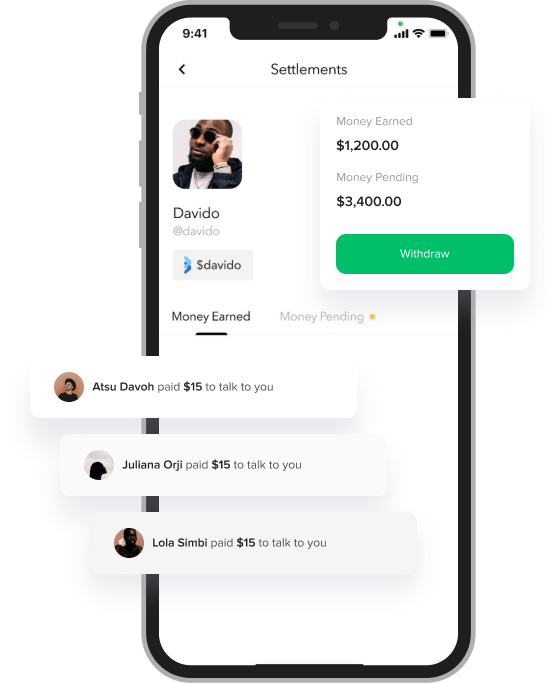 9:41
Settlements
Money Earned
$1,200.00
Money Pending
$3,400.00
Withdraw
Davido
@davido
$davido
Money Earned
Money Pending
Atsu Davoh paid $15 to talk to you
Juliana Orji paid $15 to talk to you
Lola Simbi paid $15 to talk to you